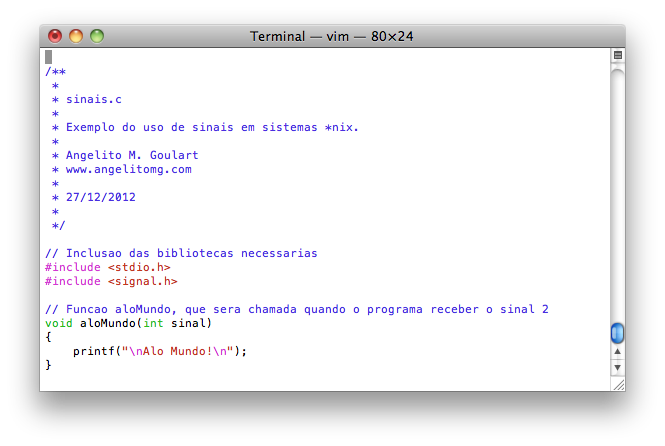 Terminal — vim — 80×24
/**
 *
 * sinais.c
 *
 * Exemplo do uso de sinais em sistemas *nix.
 *
 * Angelito M. Goulart
 * www.angelitomg.com
 *
 * 27/12/2012
 *
 */
// Inclusao das bibliotecas necessarias
#include <stdio.h>
#include <signal.h>
// Funcao aloMundo, que sera chamada quando o programa receber o sinal 2
void aloMundo(int sinal)
{
    printf("\nAlo Mundo!\n");
}